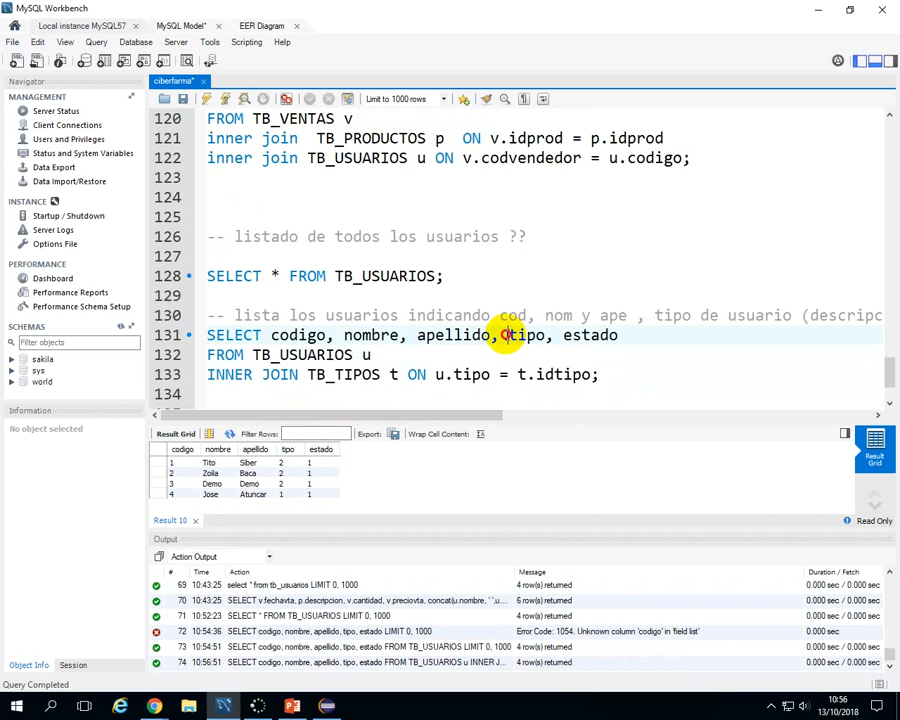 MySQL Workbench
Local instance MySQL57 ×
MySQL Model* ×
EER Diagram ×
File Edit View Query Database Server Tools Scripting Help
Navigator
MANAGEMENT
Server Status
Client Connections
Users and Privileges
Status and System Variables
Data Export
Data Import/Restore
INSTANCE
Startup / Shutdown
Server Logs
Options File
PERFORMANCE
Dashboard
Performance Reports
Performance Schema Setup
SCHEMAS
Filter objects
sakila
sys
world
Information
No object selected
Object Info Session
ciberfarma* ×
Limit to 1000 rows
120 FROM TB_VENTAS v
121 inner join  TB_PRODUCTOS p  ON v.idprod = p.idprod
122 inner join TB_USUARIOS u ON v.codvendedor = u.codigo;
123
124
125
126 -- listado de todos los usuarios ??
127
128 SELECT * FROM TB_USUARIOS;
129
130 -- lista los usuarios indicando cod, nom y ape , tipo de usuario (descripc
131 SELECT codigo, nombre, apellido, tipo, estado
132 FROM TB_USUARIOS u
133 INNER JOIN TB_TIPOS t ON u.tipo = t.idtipo;
134
Result Grid Filter Rows: Export: Wrap Cell Content:
codigo nombre apellido tipo estado
1 Tito Siber 2 1
2 Zoila Baca 2 1
3 Demo Demo 2 1
4 Jose Atuncar 1 1
Result Grid
Result 10 ×
Read Only
Output
Action Output
# Time Action Message Duration / Fetch
69 10:43:25 select * from tb_usuarios LIMIT 0, 1000 4 row(s) returned 0.000 sec / 0.000 sec
70 10:43:25 SELECT v.fechavta, p.descripcion, v.cantidad, v.preciovta, concat(u.nombre, ' ',u.... 6 row(s) returned 0.000 sec / 0.000 sec
71 10:52:23 SELECT * FROM TB_USUARIOS LIMIT 0, 1000 4 row(s) returned 0.000 sec / 0.000 sec
72 10:54:36 SELECT codigo, nombre, apellido, tipo, estado LIMIT 0, 1000 Error Code: 1054. Unknown column 'codigo' in 'field list' 0.000 sec
73 10:54:51 SELECT codigo, nombre, apellido, tipo, estado FROM TB_USUARIOS LIMIT 0, 1000 4 row(s) returned 0.000 sec / 0.000 sec
74 10:56:51 SELECT codigo, nombre, apellido, tipo, estado FROM TB_USUARIOS u INNER J... 4 row(s) returned 0.000 sec / 0.000 sec
Query Completed
10:56
13/10/2018